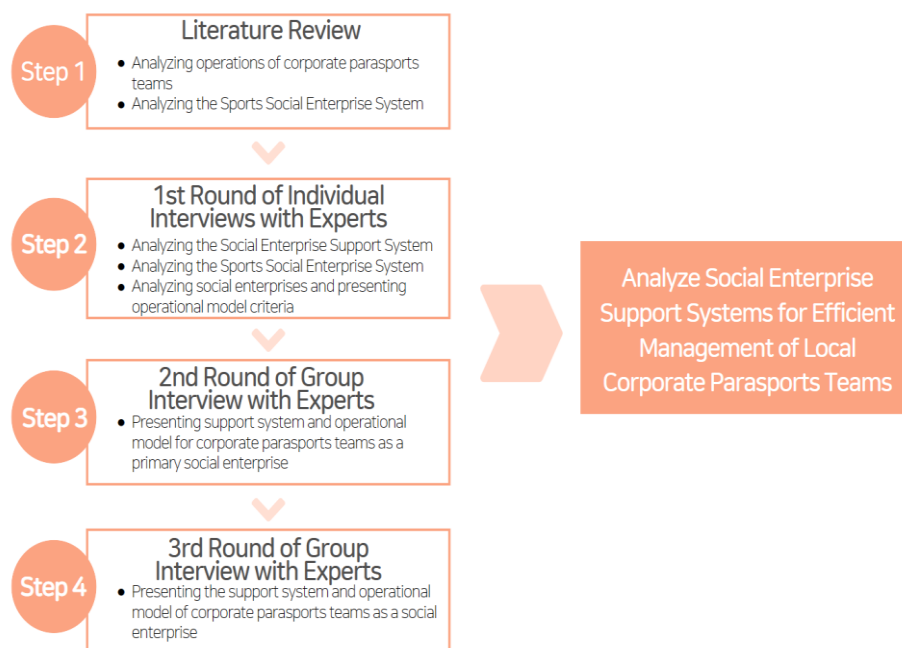 Step 1
Literature Review
● Analyzing operations of corporate parasports
teams
● Analyzing the Sports Social Enterprise System
Step 2
1st Round of Individual
Interviews with Experts
● Analyzing the Social Enterprise Support System
● Analyzing the Sports Social Enterprise System
● Analyzing social enterprises and presenting
operational model criteria
Step 3
2nd Round of Group
Interview with Experts
● Presenting support system and operational
model for corporate parasports teams as a
primary social enterprise
Step 4
3rd Round of Group
Interview with Experts
● Presenting the support system and operational
model of corporate parasports teams as a social
enterprise
Analyze Social Enterprise
Support Systems for Efficient
Management of Local
Corporate Parasports Teams